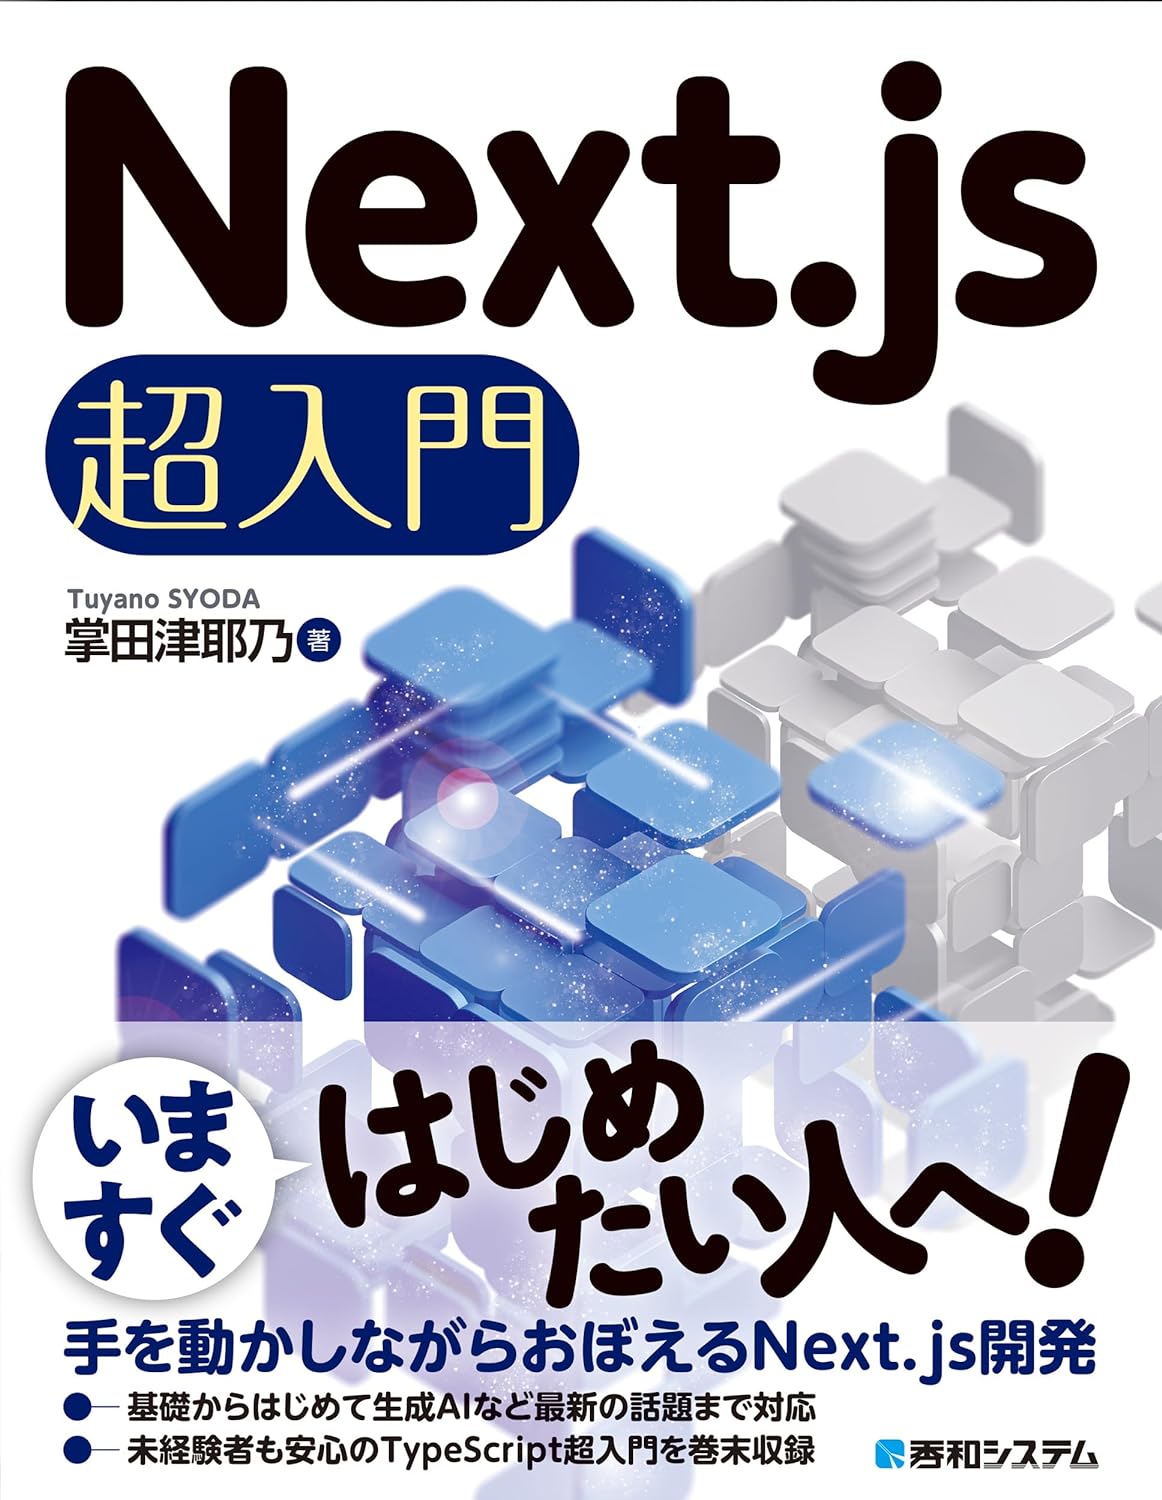 Next.js
超入門
Tuyano SYODA
掌田津耶乃 著
いま
すぐ
はじめ
たい人へ!
手を動かしながらおぼえるNext.js開発
● 基礎からはじめて生成AIなど最新の話題まで対応
● 未経験者も安心のTypeScript超入門を巻末収録
秀和システム